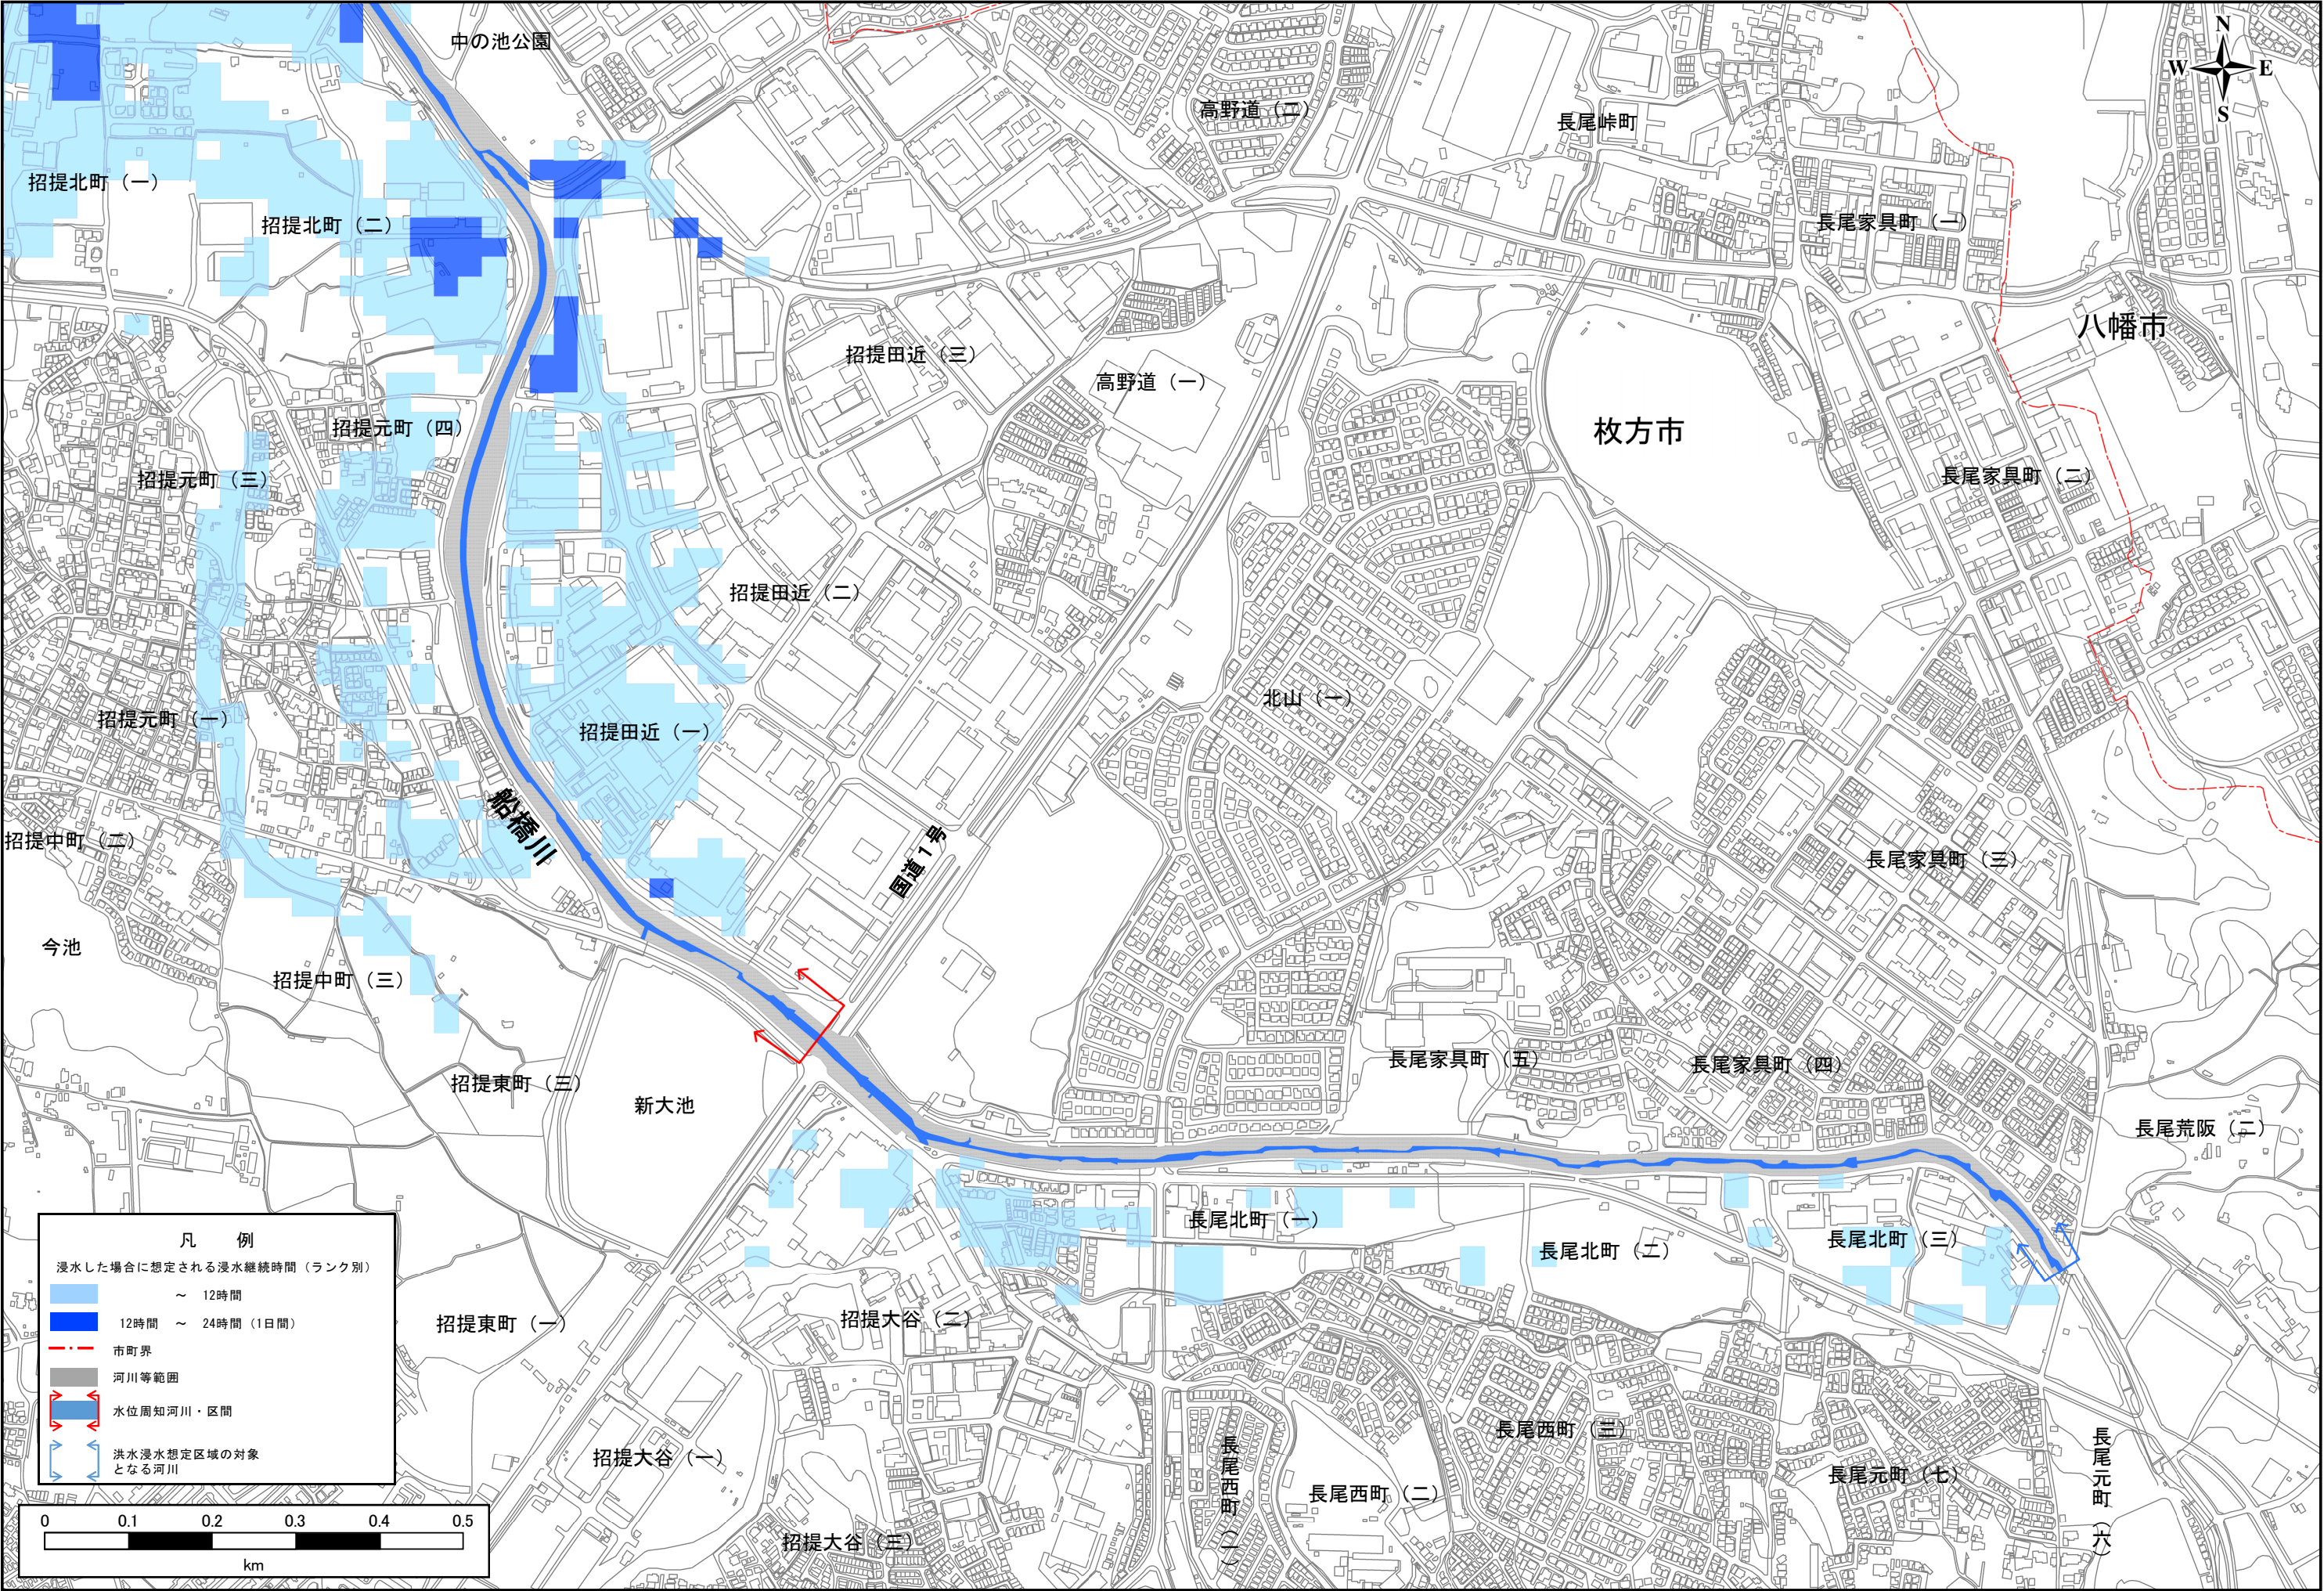 中の池公園
N
W
E
S
高野道（二）
長尾峠町
招提北町（一）
招提北町（二）
長尾家具町（一）
八幡市
招提田近（三）
高野道（一）
枚方市
招提元町（四）
招提元町（三）
長尾家具町（二）
招提田近（二）
北山（一）
招提元町（一）
招提田近（一）
船橋川
招提中町（二）
国道１号
長尾家具町（三）
今池
招提中町（三）
長尾家具町（五）
長尾家具町（四）
招提東町（三）
新大池
長尾荒阪（二）
長尾北町（一）
長尾北町（二）
長尾北町（三）
招提東町（一）
招提大谷（二）
招提大谷（一）
長尾西町（一）
長尾西町（三）
長尾西町（二）
長尾元町（七）
長尾元町（六）
招提大谷（三）
凡　例
浸水した場合に想定される浸水継続時間（ランク別）
～ 12時間
12時間 ～ 24時間（1日間）
市町界
河川等範囲
水位周知河川・区間
洪水浸水想定区域の対象
となる河川
0 0.1 0.2 0.3 0.4 0.5
km